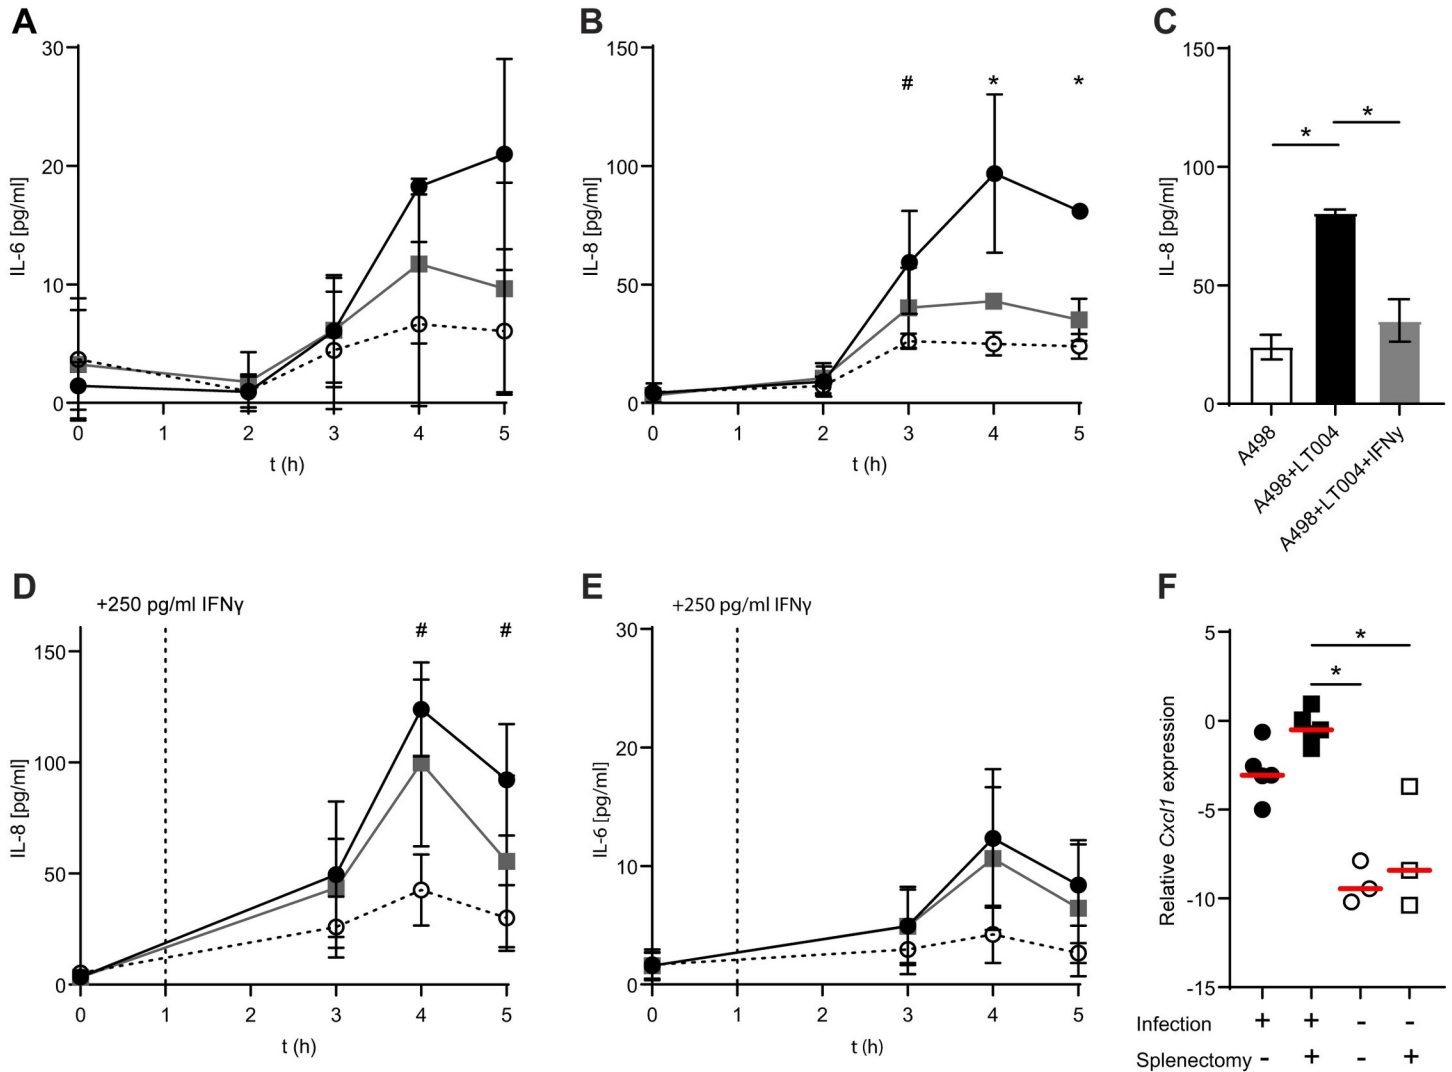 A
30
20
10
0
IL-6 [pg/ml]
0 1 2 3 4 5
t (h)
B
150
100
50
0
IL-8 [pg/ml]
# * *
0 1 2 3 4 5
t (h)
C
150
100
50
0
IL-8 [pg/ml]
* *
A498
A498+LT004
A498+LT004+IFNy
D
+250 pg/ml IFNγ
# #
150
100
50
0
IL-8 [pg/ml]
0 1 2 3 4 5
t (h)
E
+250 pg/ml IFNγ
30
20
10
0
IL-6 [pg/ml]
0 1 2 3 4 5
t (h)
F
5
0
-5
-10
-15
Relative Cxcl1 expression
*
*
Infection + + - -
Splenectomy - + - +